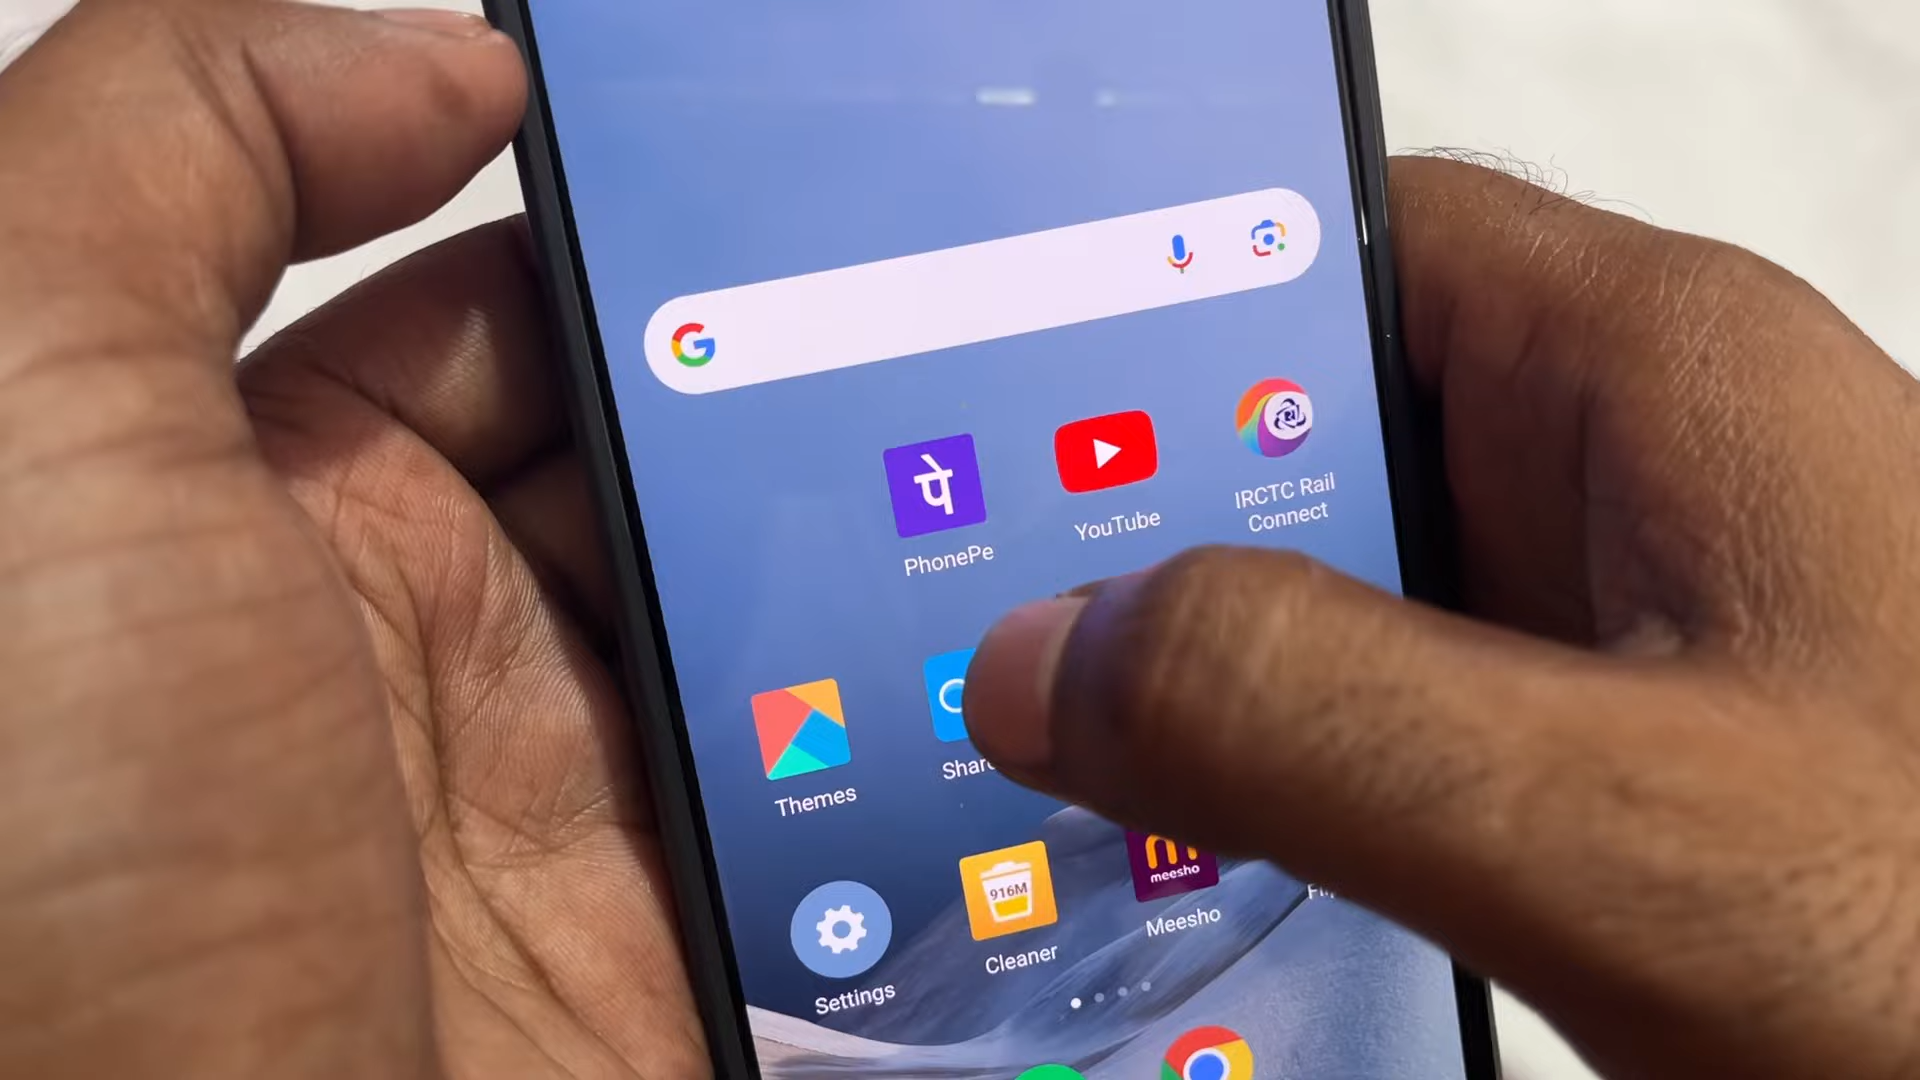 G
पे
PhonePe
YouTube
IRCTC Rail
Connect
Themes
Settings
916M
Cleaner
meesho
Meesho